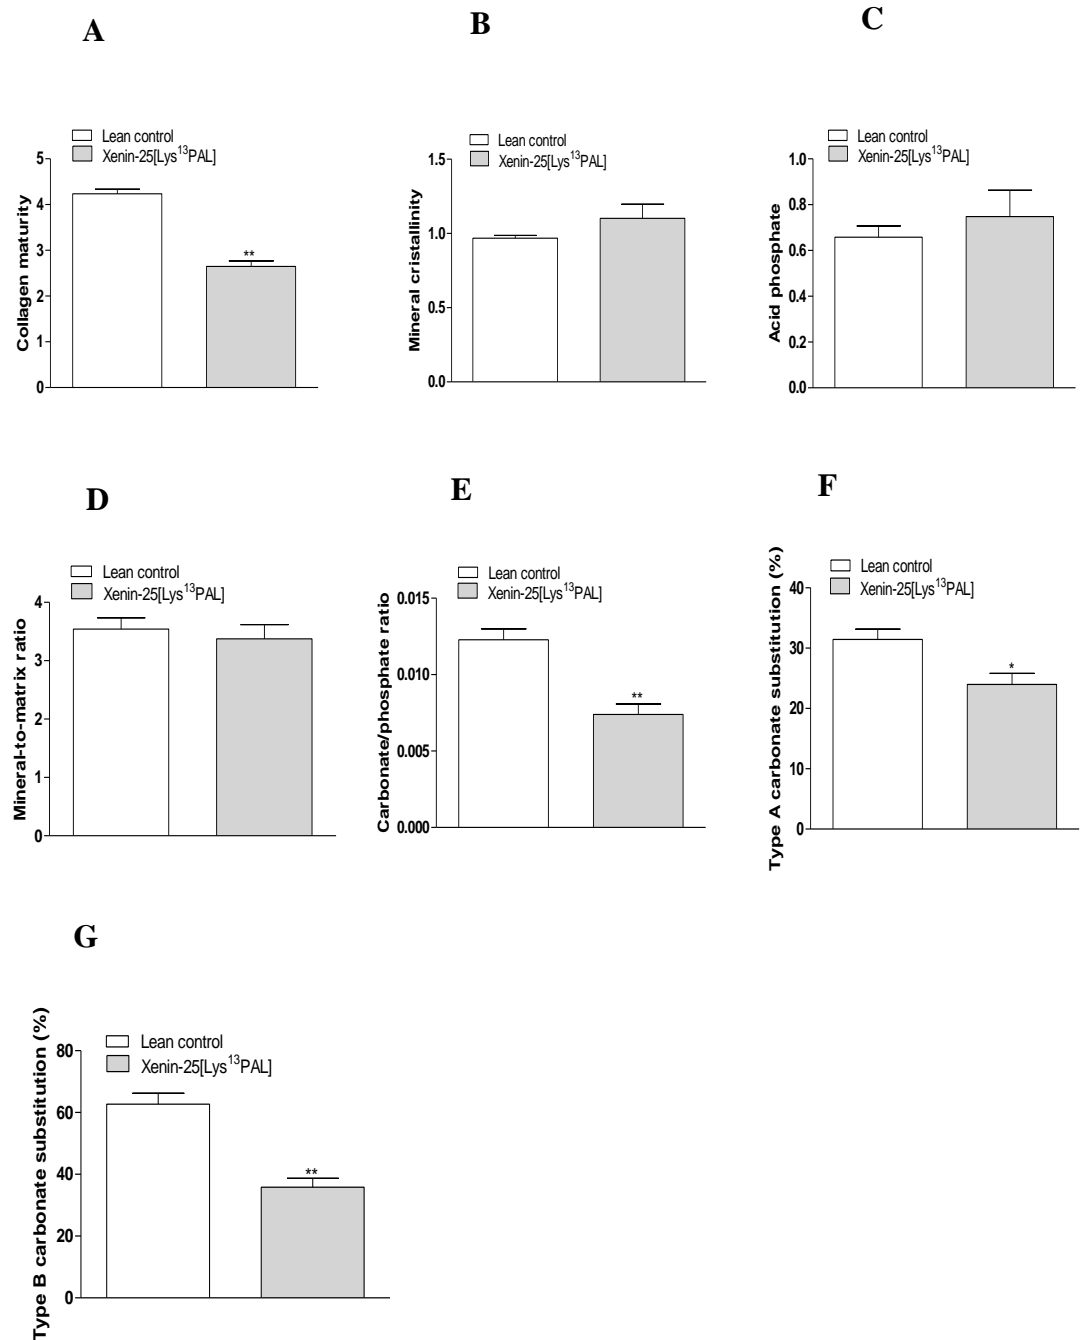 A
B
C
Lean control
Xenin-25[Lys¹³PAL]
Collagen maturity
5
4
3
2
1
0
**
Lean control
Xenin-25[Lys¹³PAL]
Mineral cristallinity
1.5
1.0
0.5
0.0
Lean control
Xenin-25[Lys¹³PAL]
Acid phosphate
1.0
0.8
0.6
0.4
0.2
0.0
D
E
F
Lean control
Xenin-25[Lys¹³PAL]
Mineral-to-matrix ratio
4
3
2
1
0
Lean control
Xenin-25[Lys¹³PAL]
Carbonate/phosphate ratio
0.015
0.010
0.005
0.000
**
Lean control
Xenin-25[Lys¹³PAL]
Type A carbonate substitution (%)
40
30
20
10
0
*
G
Lean control
Xenin-25[Lys¹³PAL]
Type B carbonate substitution (%)
80
60
40
20
0
**